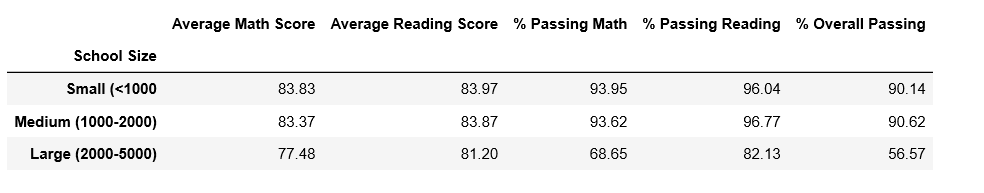 Average Math Score Average Reading Score % Passing Math % Passing Reading % Overall Passing
School Size
Small (<1000 83.83 83.97 93.95 96.04 90.14
Medium (1000-2000) 83.37 83.87 93.62 96.77 90.62
Large (2000-5000) 77.48 81.20 68.65 82.13 56.57